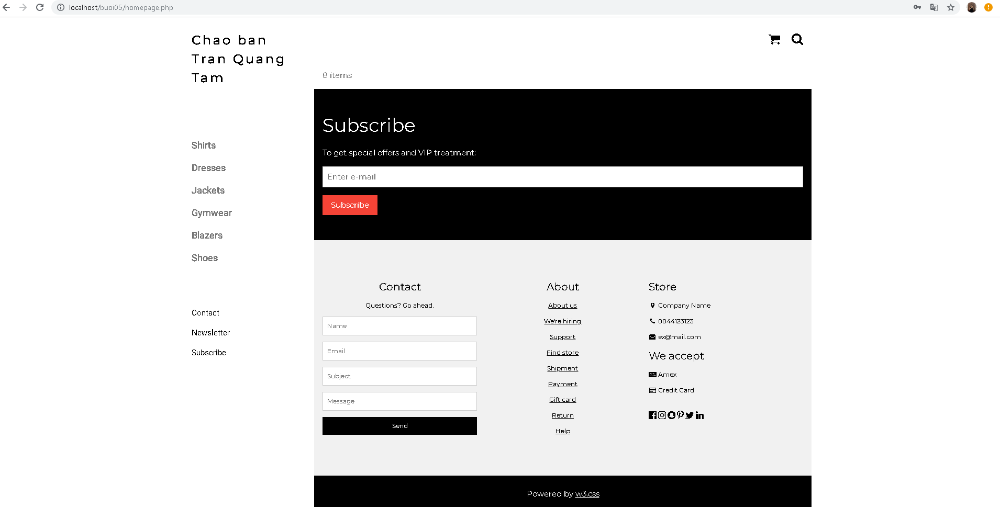 localhost/buoi05/homepage.php
Chao ban
Tran Quang
Tam
8 items
Shirts
Dresses
Jackets
Gymwear
Blazers
Shoes
Contact
Newsletter
Subscribe
Subscribe
To get special offers and VIP treatment:
Enter e-mail
Subscribe
Contact
Questions? Go ahead.
Name
Email
Subject
Message
Send
About
About us
We're hiring
Support
Find store
Shipment
Payment
Gift card
Return
Help
Store
Company Name
0044123123
ex@mail.com
We accept
Amex
Credit Card
Powered by w3.css